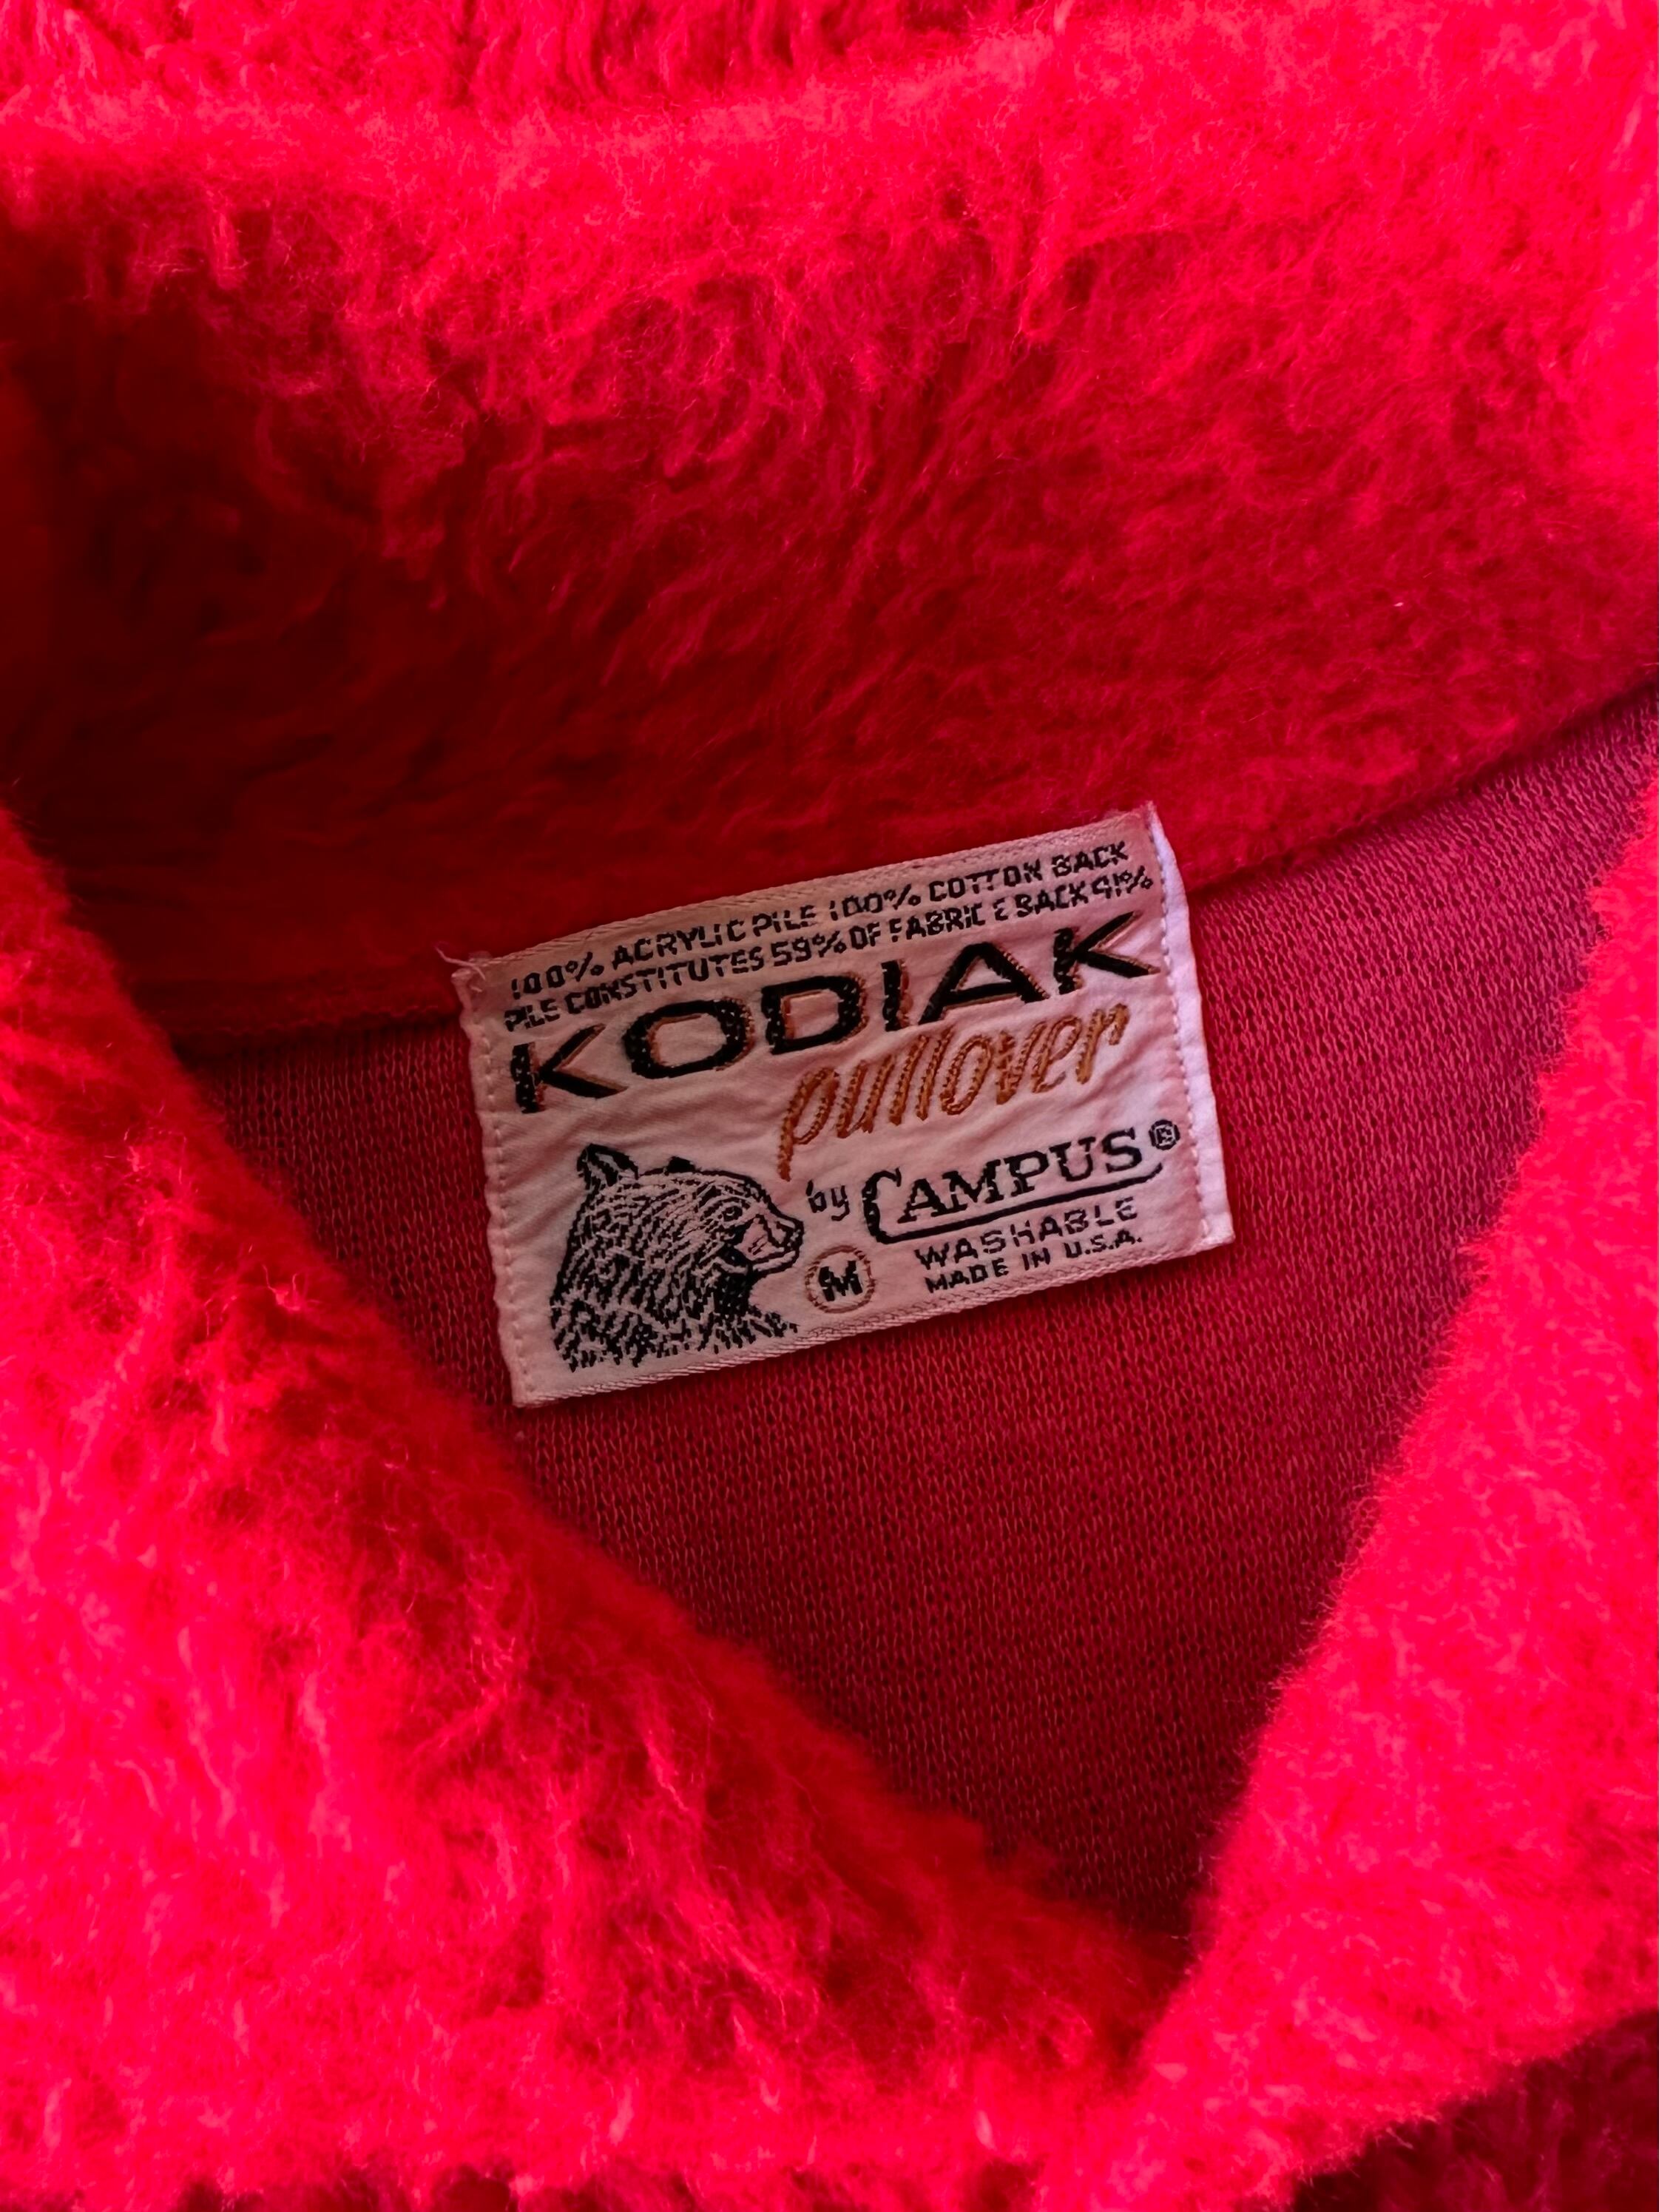 100% ACRYLIC PILE 100% COTTON BACK
PILE CONSTITUTES 59% OF FABRIC & BACK 41%
KODIAK
pullover
by CAMPUS®
M
WASHABLE
MADE IN U.S.A.